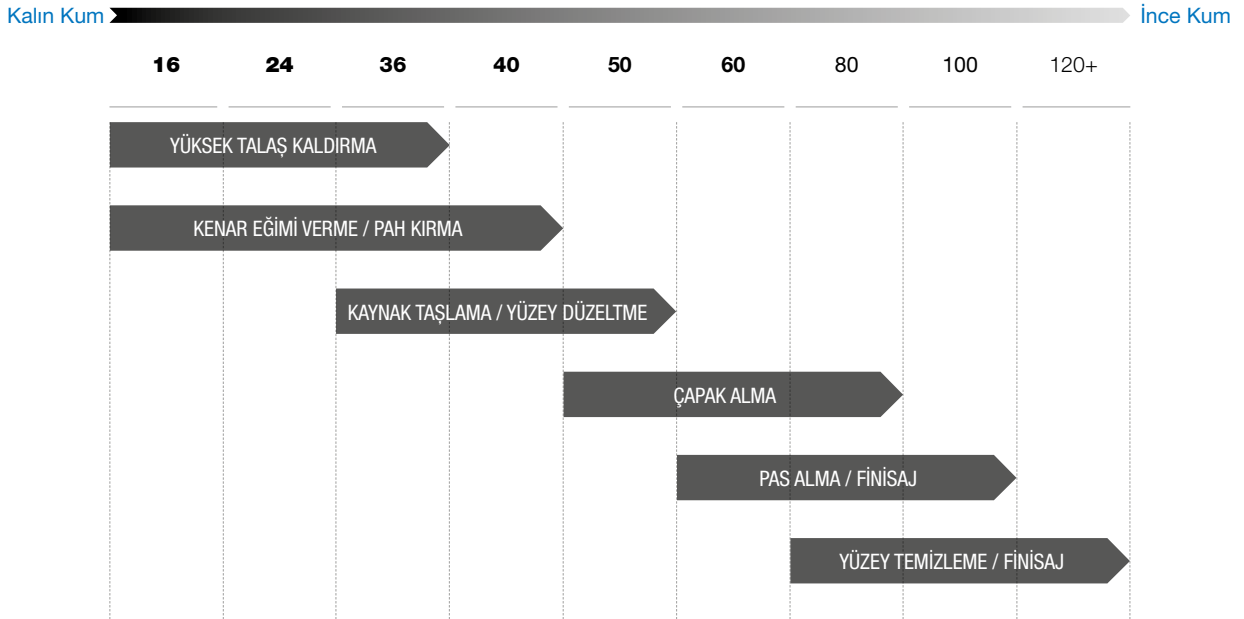 Kalın Kum İnce Kum
16 24 36 40 50 60 80 100 120+
YÜKSEK TALAŞ KALDIRMA
KENAR EĞİMİ VERME / PAH KIRMA
KAYNAK TAŞLAMA / YÜZEY DÜZELTME
ÇAPAK ALMA
PAS ALMA / FİNİSAJ
YÜZEY TEMİZLEME / FİNİSAJ